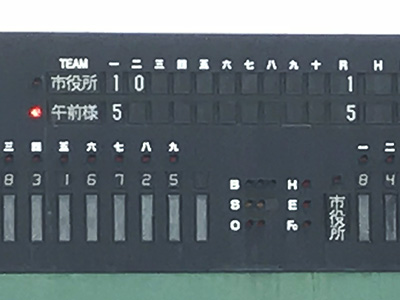 TEAM 一 二 三 四 五 六 七 八 九 十 R H
市役所 1 0 1
午前様 5 5
三 四 五 六 七 八 九 一 二
8 3 1 6 7 2 5 8 4
B H
S E
O Fc
市役所